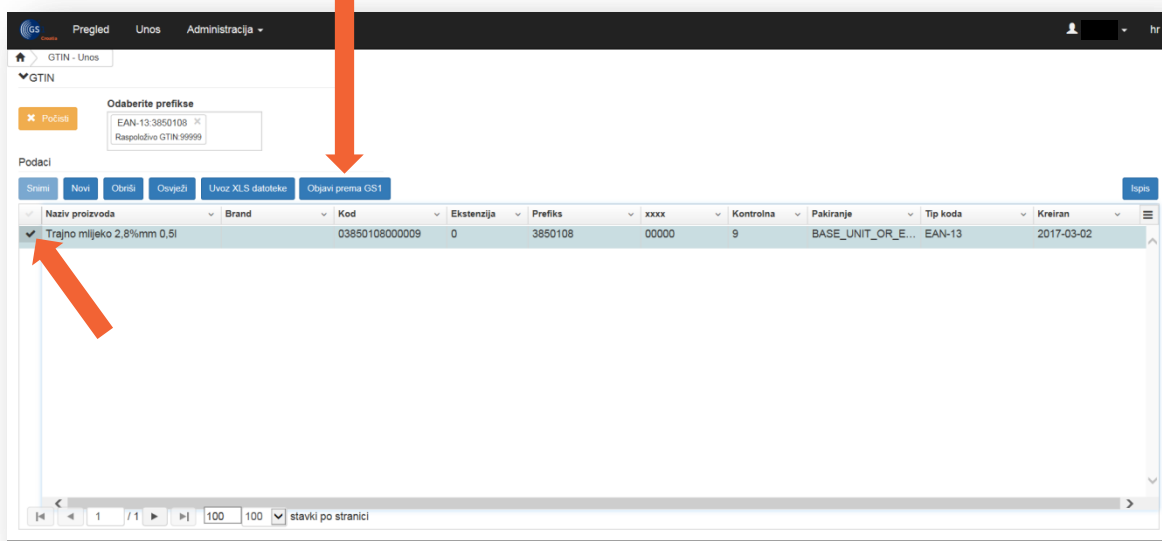 GS Croatia Pregled Unos Administracija hr
GTIN - Unos
GTIN
Odaberite prefikse
Počisti
EAN-13:3850108
Raspoloživo GTIN:99999
Podaci
Snimi Novi Obriši Osvježi Uvoz XLS datoteke Objavi prema GS1 Ispis
Naziv proizvoda Brand Kod Ekstenzija Prefiks xxxx Kontrolna Pakiranje Tip koda Kreiran
Trajno mlijeko 2,8%mm 0,5l 03850108000009 0 3850108 00000 9 BASE_UNIT_OR_E... EAN-13 2017-03-02
1 / 1 100 100 stavki po stranici